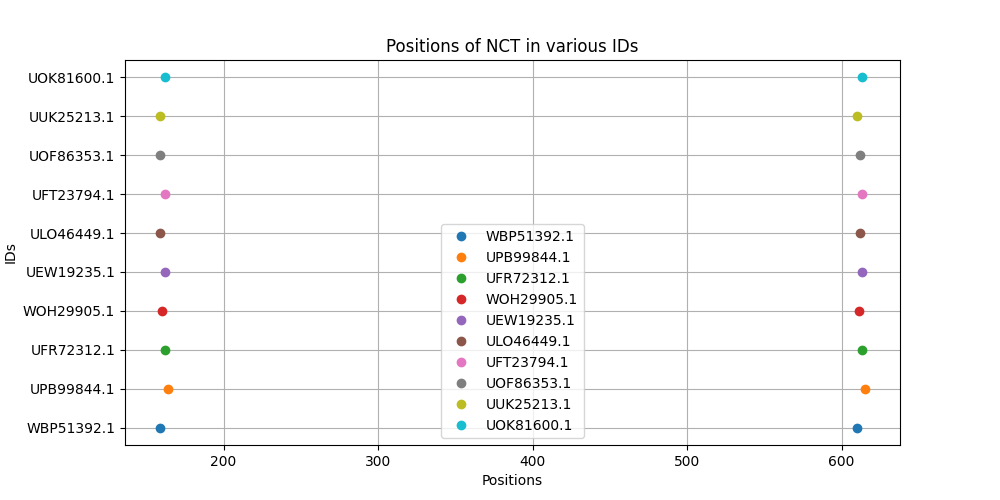 Positions of NCT in various IDs
IDs
UOK81600.1
UUK25213.1
UOF86353.1
UFT23794.1
ULO46449.1
UEW19235.1
WOH29905.1
UFR72312.1
UPB99844.1
WBP51392.1
WBP51392.1
UPB99844.1
UFR72312.1
WOH29905.1
UEW19235.1
ULO46449.1
UFT23794.1
UOF86353.1
UUK25213.1
UOK81600.1
200 300 400 500 600
Positions